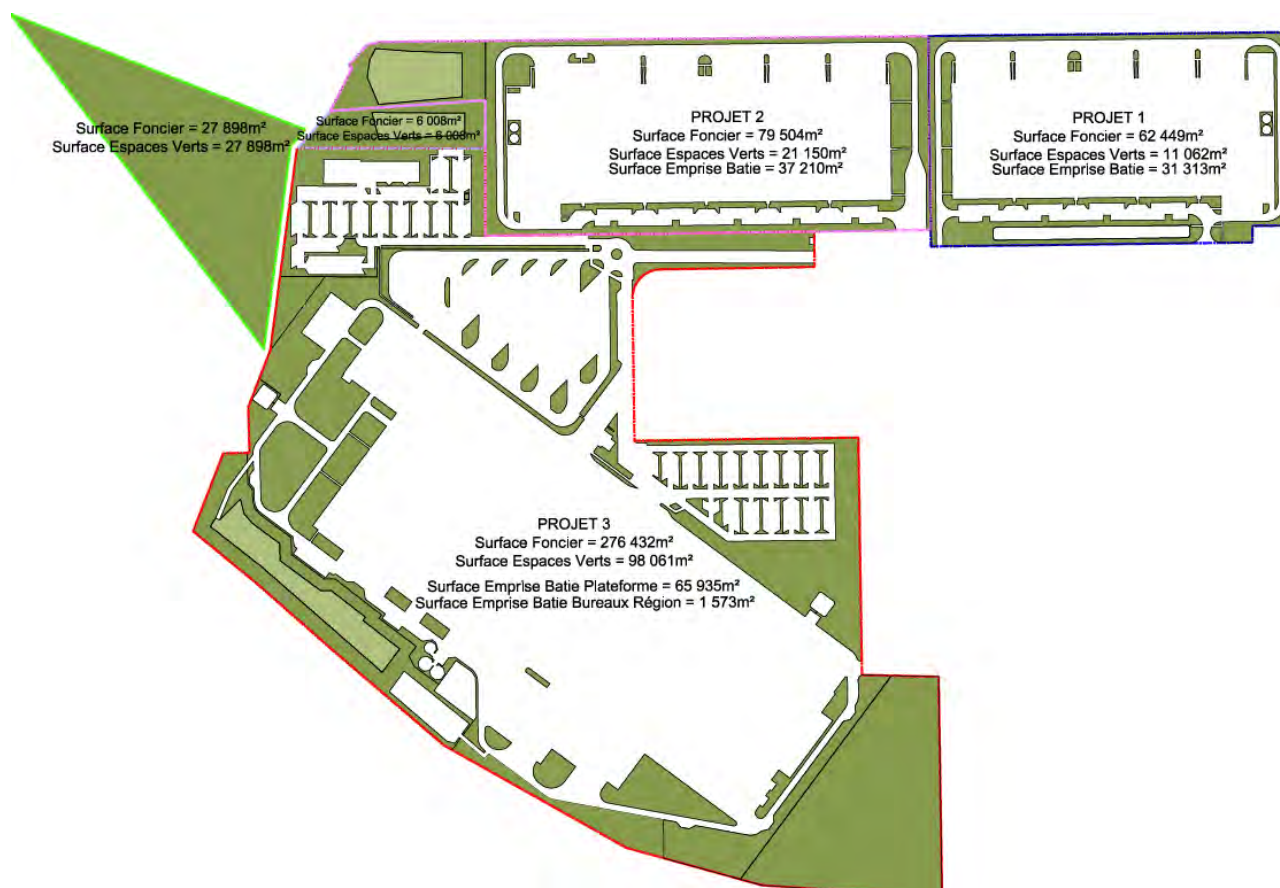 Surface Foncier = 27 898m²
Surface Espaces Verts = 27 898m²
Surface Foncier = 6 008m²
Surface Espaces Verts = 6 008m²
PROJET 2
Surface Foncier = 79 504m²
Surface Espaces Verts = 21 150m²
Surface Emprise Batie = 37 210m²
PROJET 1
Surface Foncier = 62 449m²
Surface Espaces Verts = 11 062m²
Surface Emprise Batie = 31 313m²
PROJET 3
Surface Foncier = 276 432m²
Surface Espaces Verts = 98 061m²
Surface Emprise Batie Plateforme = 65 935m²
Surface Emprise Batie Bureaux Région = 1 573m²